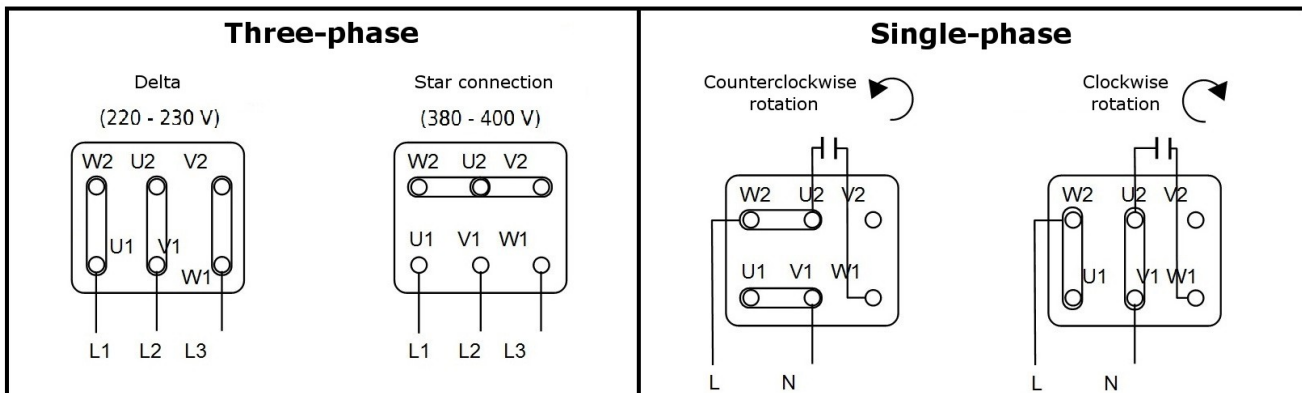 Three-phase
Delta
(220 - 230 V)
W2 U2 V2
U1 V1
W1
L1 L2 L3
Star connection
(380 - 400 V)
W2 U2 V2
U1 V1 W1
L1 L2 L3
Single-phase
Counterclockwise
rotation
W2 U2 V2
U1 V1 W1
L N
Clockwise
rotation
W2 U2 V2
U1 V1 W1
L N